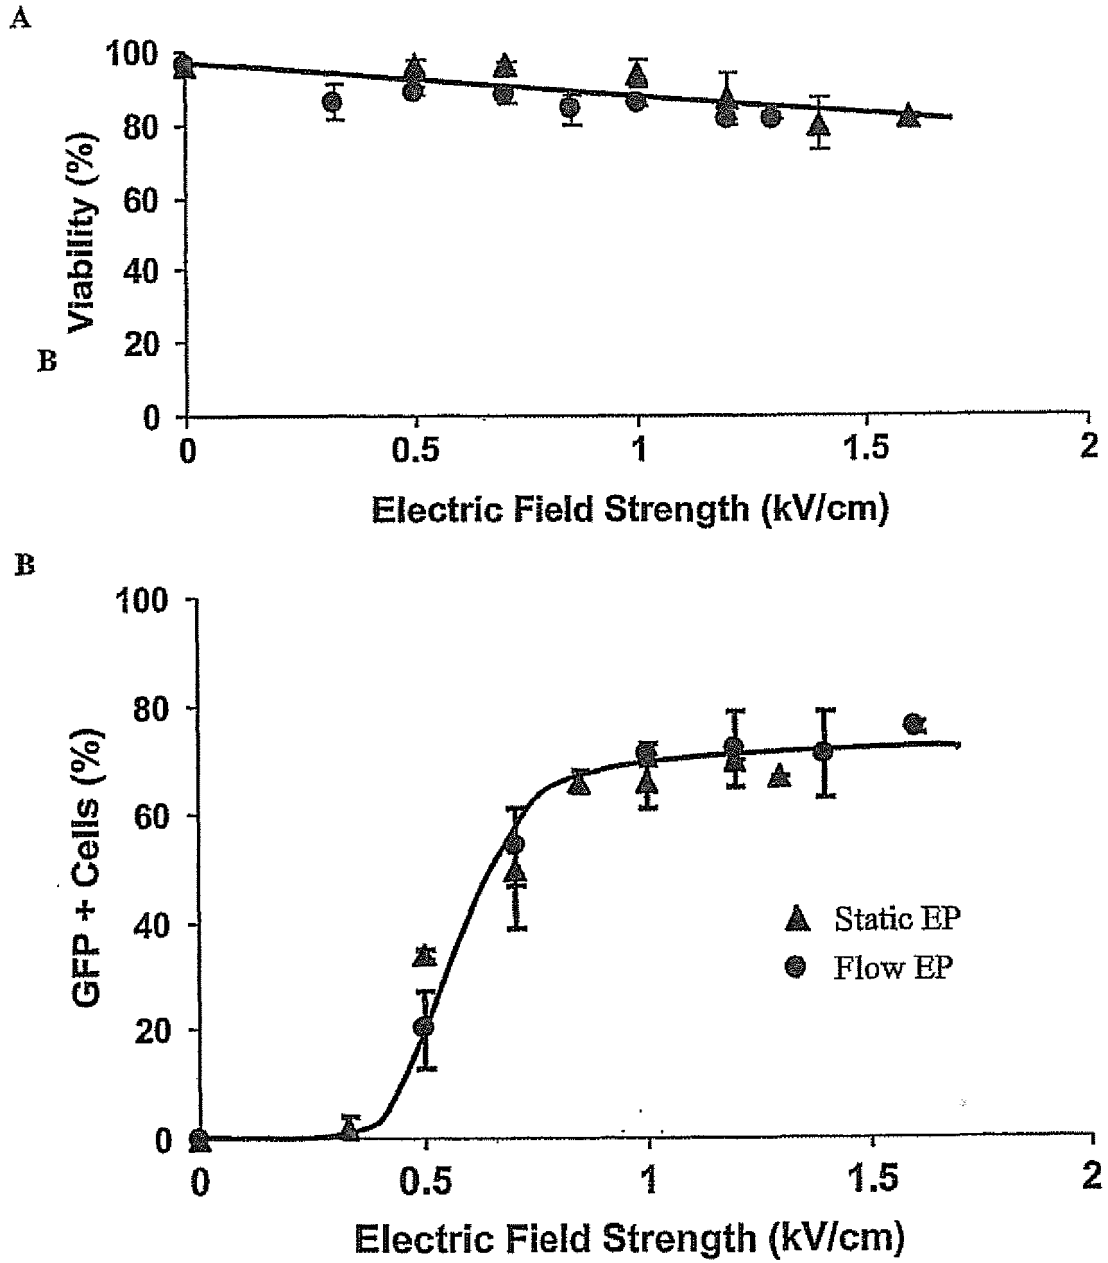 A
100
80
60
40
20
0
Viability (%)
B
0 0.5 1 1.5 2
Electric Field Strength (kV/cm)
B
100
80
60
40
20
0
GFP + Cells (%)
Static EP
Flow EP
0 0.5 1 1.5 2
Electric Field Strength (kV/cm)